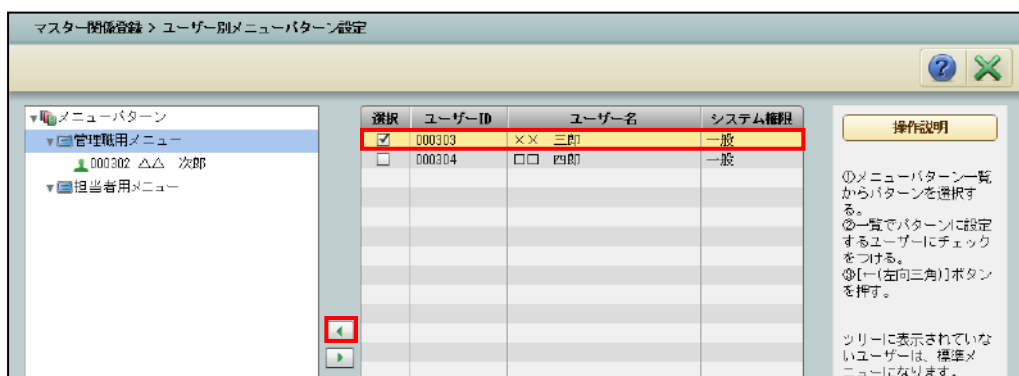 マスター関係登録 > ユーザー別メニューパターン設定
メニューパターン
管理職用メニュー
000302 △△ 次郎
担当者用メニュー
選択 ユーザーID ユーザー名 システム権限
000303 ×× 三郎 一般
000304 □□ 四郎 一般
操作説明
①メニューパターン一覧
からパターンを選択す
る。
②一覧でパターンに設定
するユーザーにチェック
をつける。
③[←(左向三角)]ボタン
を押す。
ツリーに表示されていな
いユーザーは、標準メ
ニューになります。